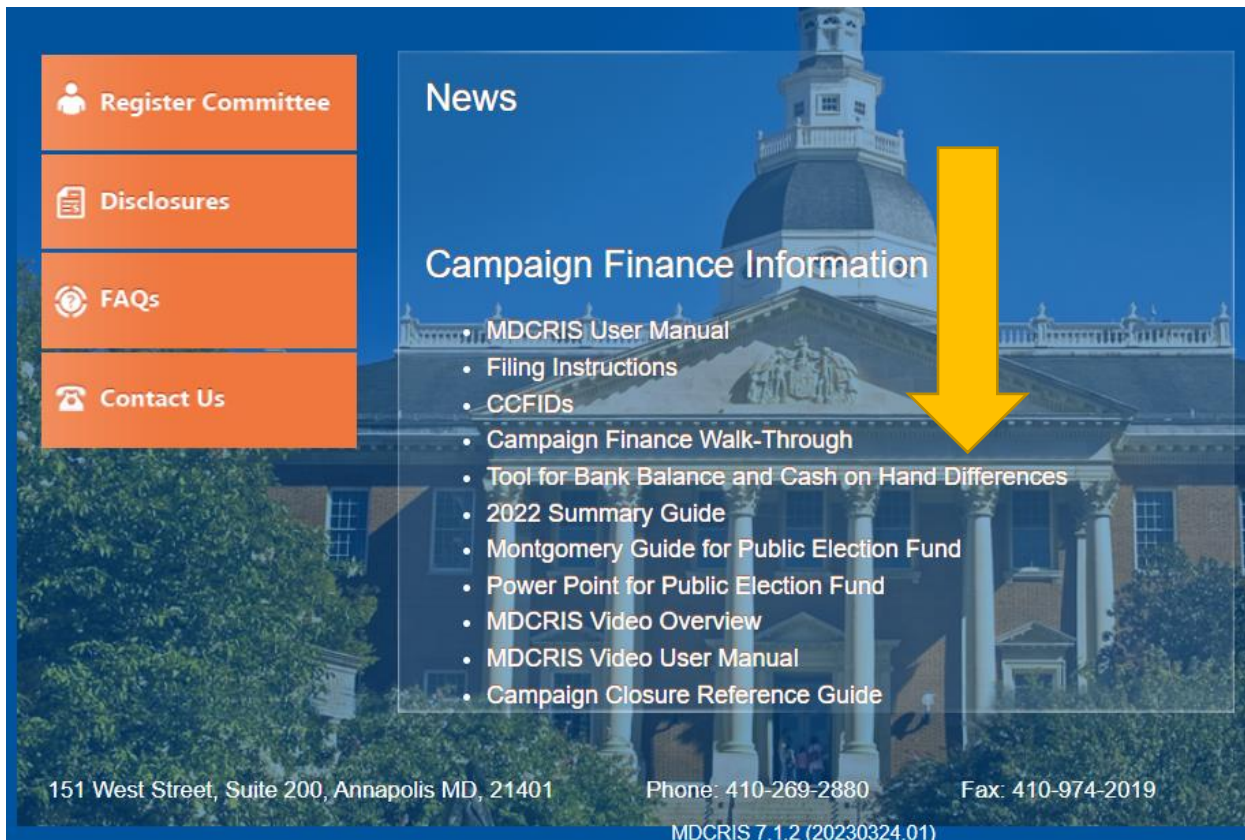 Register Committee
Disclosures
FAQs
Contact Us
News
Campaign Finance Information
• MDCRIS User Manual
• Filing Instructions
• CCFIDs
• Campaign Finance Walk-Through
• Tool for Bank Balance and Cash on Hand Differences
• 2022 Summary Guide
• Montgomery Guide for Public Election Fund
• Power Point for Public Election Fund
• MDCRIS Video Overview
• MDCRIS Video User Manual
• Campaign Closure Reference Guide
151 West Street, Suite 200, Annapolis MD, 21401 Phone: 410-269-2880 Fax: 410-974-2019
MDCRIS 7.1.2 (20230324.01)